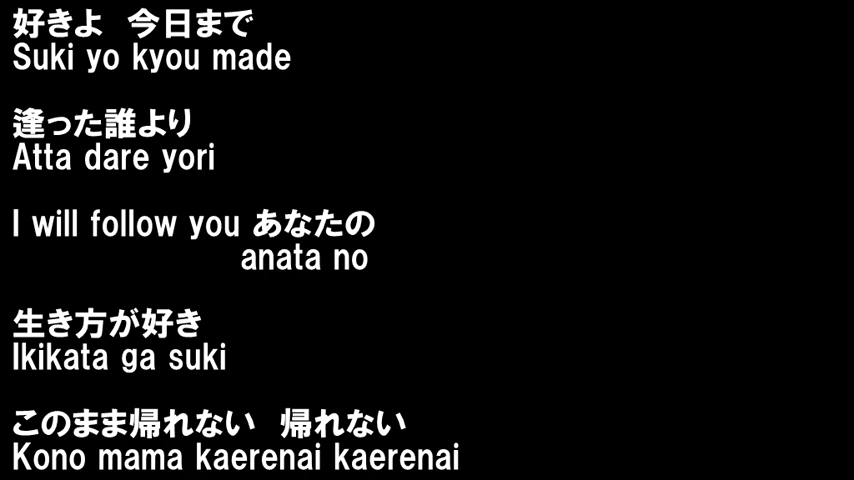 好きよ　今日まで
Suki yo kyou made
逢った誰より
Atta dare yori
I will follow you あなたの
anata no
生き方が好き
Ikikata ga suki
このまま帰れない　帰れない
Kono mama kaerenai kaerenai